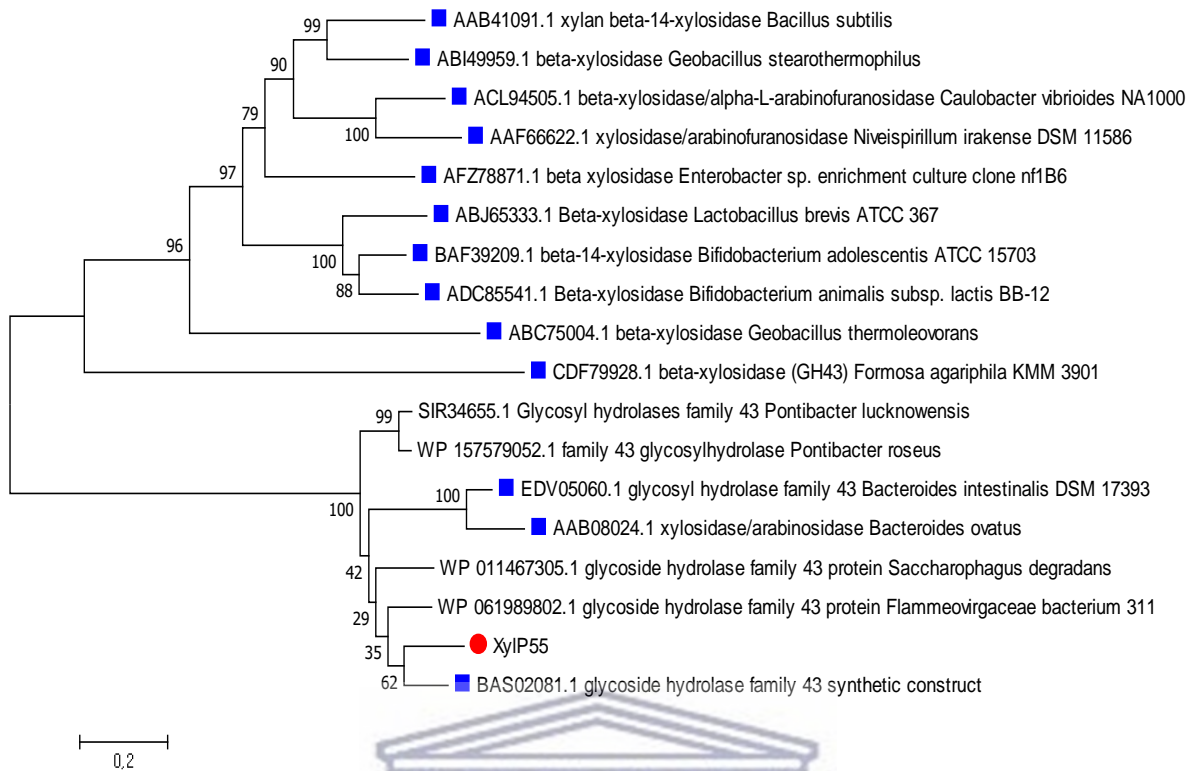 99
AAB41091.1 xylan beta-14-xylosidase Bacillus subtilis
90
ABI49959.1 beta-xylosidase Geobacillus stearothermophilus
79
ACL94505.1 beta-xylosidase/alpha-L-arabinofuranosidase Caulobacter vibrioides NA1000
100
AAF66622.1 xylosidase/arabinofuranosidase Niveispirillum irakense DSM 11586
97
AFZ78871.1 beta xylosidase Enterobacter sp. enrichment culture clone nf1B6
ABJ65333.1 Beta-xylosidase Lactobacillus brevis ATCC 367
96
100
BAF39209.1 beta-14-xylosidase Bifidobacterium adolescentis ATCC 15703
88
ADC85541.1 Beta-xylosidase Bifidobacterium animalis subsp. lactis BB-12
ABC75004.1 beta-xylosidase Geobacillus thermoleovorans
CDF79928.1 beta-xylosidase (GH43) Formosa agariphila KMM 3901
99
SIR34655.1 Glycosyl hydrolases family 43 Pontibacter lucknowensis
WP 157579052.1 family 43 glycosylhydrolase Pontibacter roseus
100
100
EDV05060.1 glycosyl hydrolase family 43 Bacteroides intestinalis DSM 17393
AAB08024.1 xylosidase/arabinosidase Bacteroides ovatus
42
WP 011467305.1 glycoside hydrolase family 43 protein Saccharophagus degradans
29
WP 061989802.1 glycoside hydrolase family 43 protein Flammeovirgaceae bacterium 311
35
XylP55
62
BAS02081.1 glycoside hydrolase family 43 synthetic construct
0,2